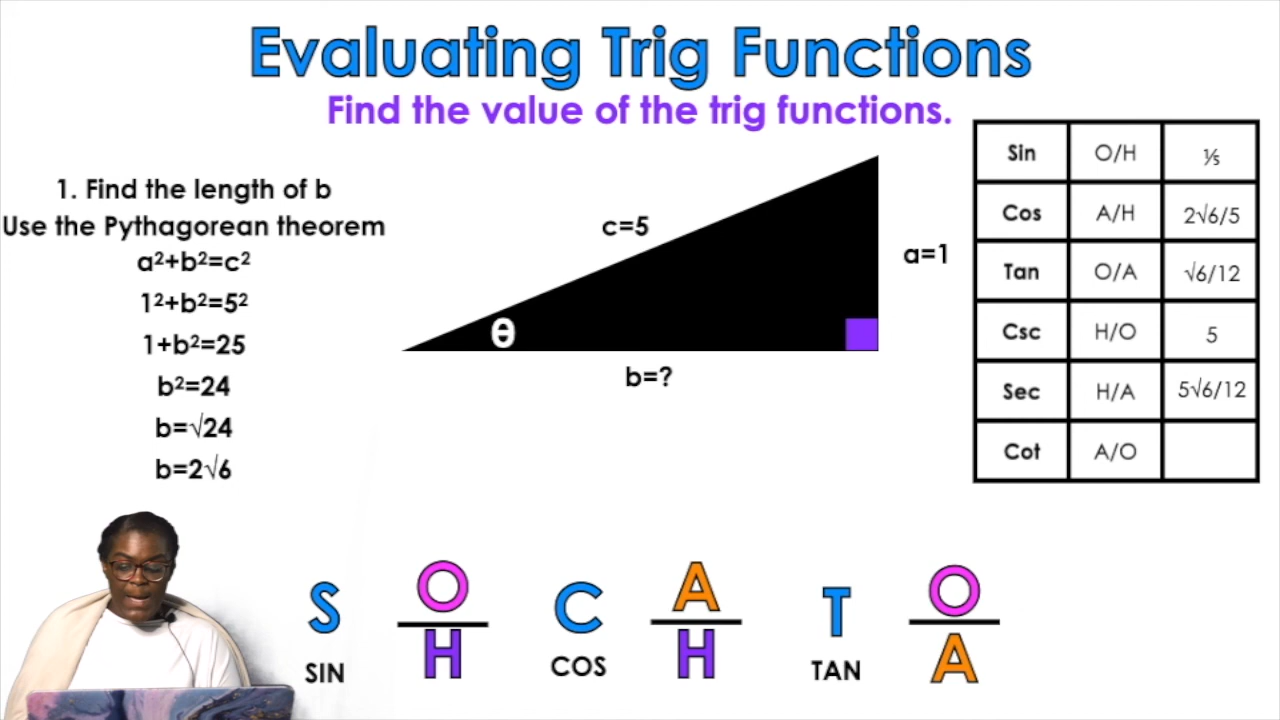 Evaluating Trig Functions
Find the value of the trig functions.
1. Find the length of b
Use the Pythagorean theorem
a²+b²=c²
1²+b²=5²
1+b²=25
b²=24
b=√24
b=2√6
c=5
a=1
θ
b=?
Sin O/H ⅕
Cos A/H 2√6/5
Tan O/A √6/12
Csc H/O 5
Sec H/A 5√6/12
Cot A/O
S O/H C A/H T O/A
SIN COS TAN